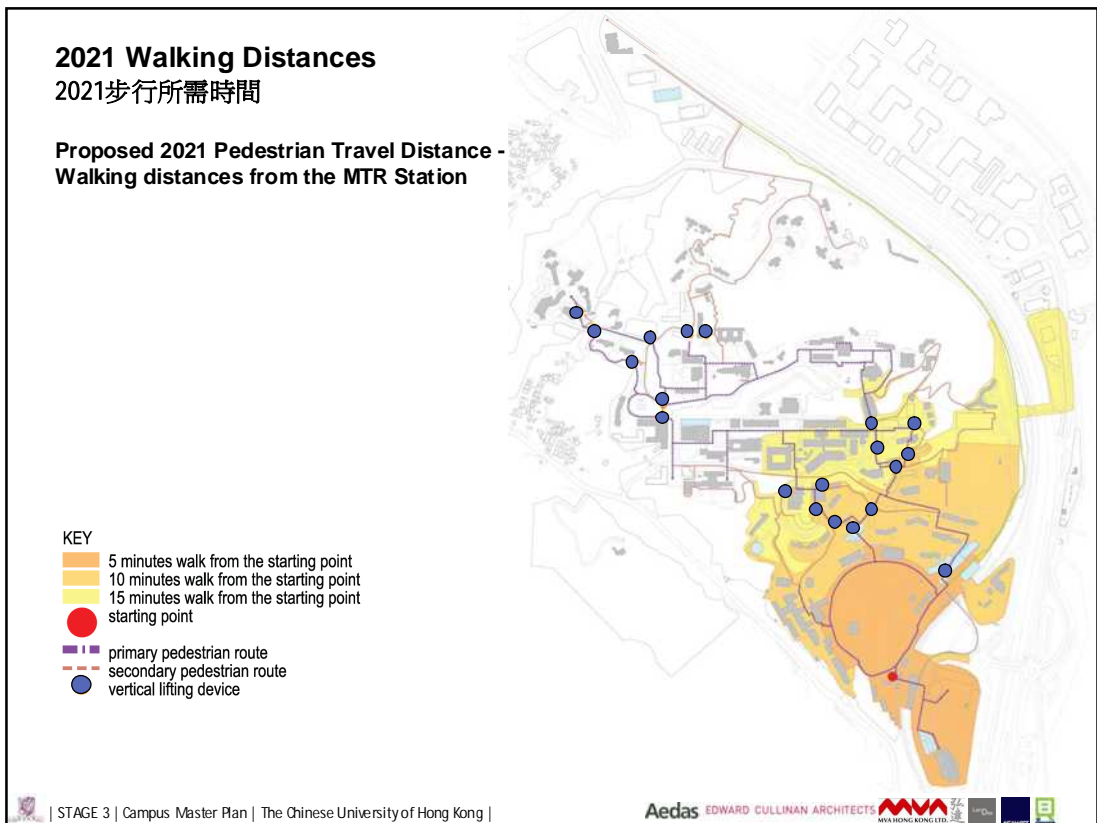 2021 Walking Distances
2021步行所需時間
Proposed 2021 Pedestrian Travel Distance -
Walking distances from the MTR Station
KEY
5 minutes walk from the starting point
10 minutes walk from the starting point
15 minutes walk from the starting point
starting point
primary pedestrian route
secondary pedestrian route
vertical lifting device
| STAGE 3 | Campus Master Plan | The Chinese University of Hong Kong |
Aedas EDWARD CULLINAN ARCHITECTS MVA 弘達
MVA HONG KONG LTD.